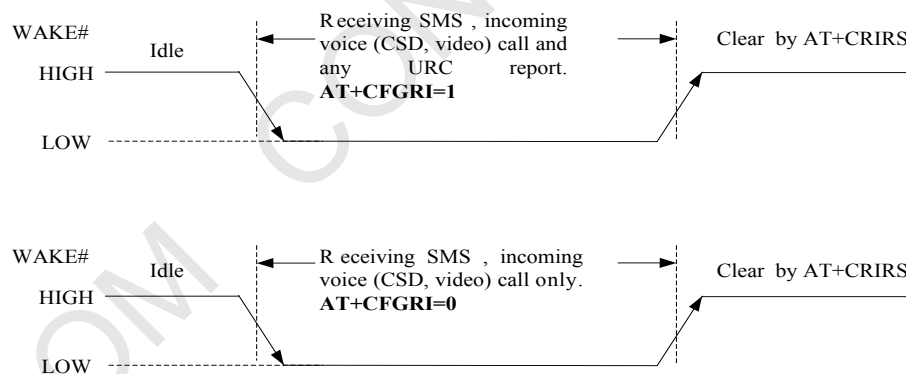 WAKE#
Idle
HIGH
LOW
Receiving SMS , incoming
voice (CSD, video) call and
any URC report.
AT+CFGRI=1
Clear by AT+CRIRS
WAKE#
Idle
HIGH
LOW
Receiving SMS , incoming
voice (CSD, video) call only.
AT+CFGRI=0
Clear by AT+CRIRS
OM CON